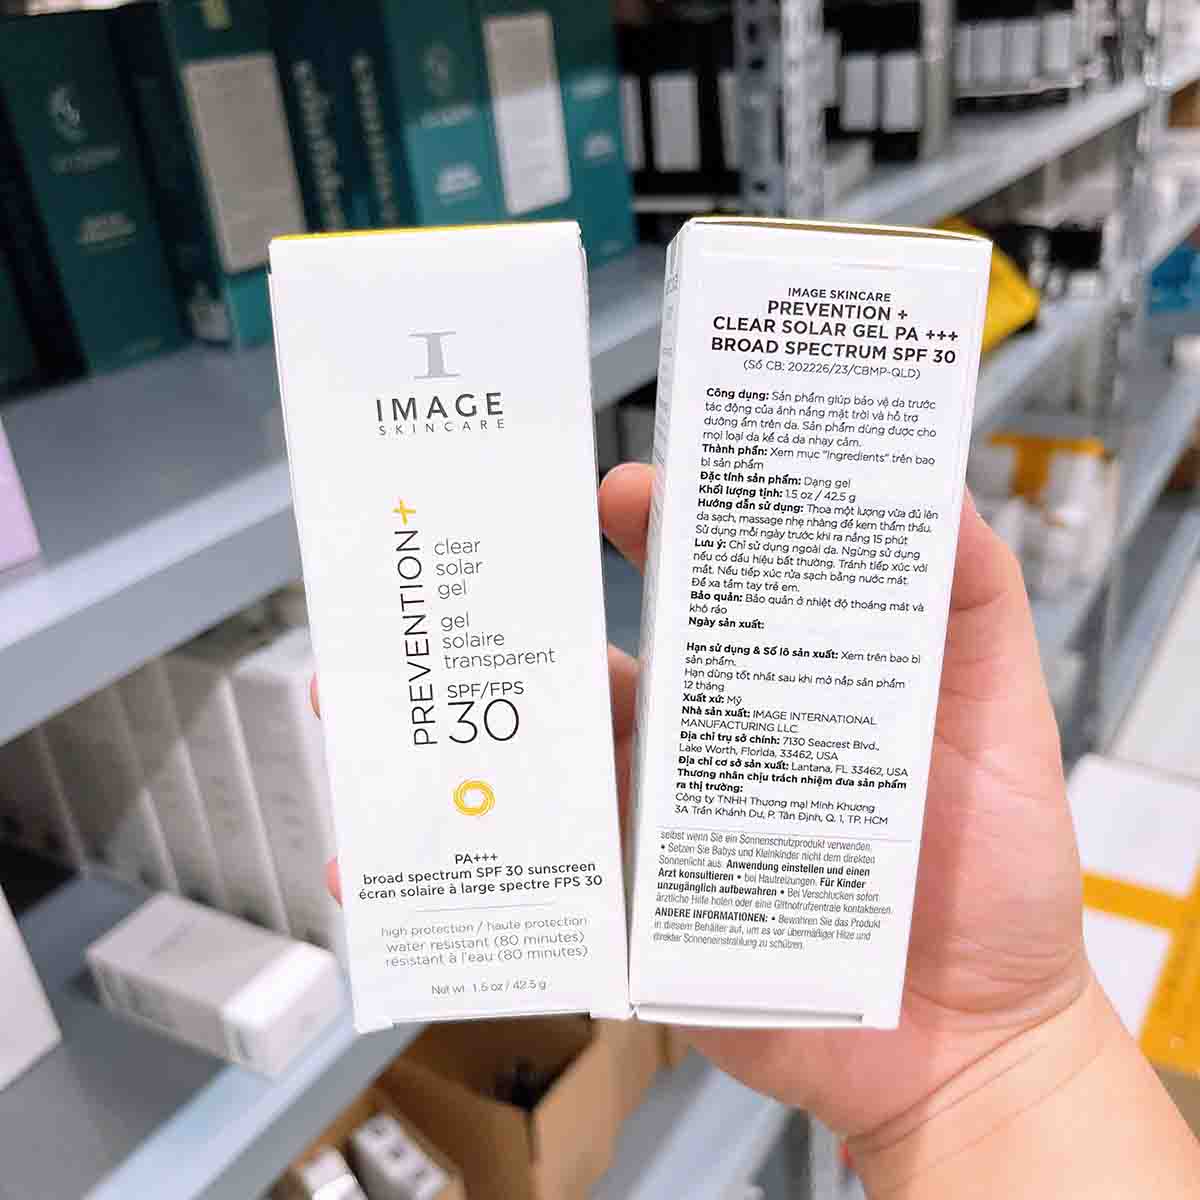 IMAGE
SKINCARE
PREVENTION+
clear
solar
gel
gel
solaire
transparent
SPF/FPS
30
PA+++
broad spectrum SPF 30 sunscreen
écran solaire à large spectre FPS 30
high protection / haute protection
water resistant (80 minutes)
résistant à l'eau (80 minutes)
Net wt. 1.5 oz / 42.5 g
IMAGE SKINCARE
PREVENTION +
CLEAR SOLAR GEL PA +++
BROAD SPECTRUM SPF 30
(Số CB: 202226/23/CBMP-QLD)
Công dụng: Sản phẩm giúp bảo vệ da trước
tác động của ánh nắng mặt trời và hỗ trợ
dưỡng ẩm trên da. Sản phẩm dùng được cho
mọi loại da kể cả da nhạy cảm.
Thành phần: Xem mục "Ingredients" trên bao
bì sản phẩm
Đặc tính sản phẩm: Dạng gel
Khối lượng tịnh: 1.5 oz / 42.5 g
Hướng dẫn sử dụng: Thoa một lượng vừa đủ lên
da sạch, massage nhẹ nhàng để kem thẩm thấu.
Sử dụng mỗi ngày trước khi ra nắng 15 phút
Lưu ý: Chỉ sử dụng ngoài da. Ngừng sử dụng
nếu có dấu hiệu bất thường. Tránh tiếp xúc với
mắt. Nếu tiếp xúc rửa sạch bằng nước mát.
Để xa tầm tay trẻ em.
Bảo quản: Bảo quản ở nhiệt độ thoáng mát và
khô ráo
Ngày sản xuất:
Hạn sử dụng & Số lô sản xuất: Xem trên bao bì
sản phẩm.
Hạn dùng tốt nhất sau khi mở nắp sản phẩm
12 tháng
Xuất xứ: Mỹ
Nhà sản xuất: IMAGE INTERNATIONAL
MANUFACTURING LLC.
Địa chỉ trụ sở chính: 7130 Seacrest Blvd.,
Lake Worth, Florida, 33462, USA
Địa chỉ cơ sở sản xuất: Lantana, FL 33462, USA
Thương nhân chịu trách nhiệm đưa sản phẩm
ra thị trường:
Công ty TNHH Thương mại Minh Khương
3A Trần Khánh Dư, P. Tân Định, Q. 1, TP. HCM
selbst wenn Sie ein Sonnenschutzprodukt verwenden.
• Setzen Sie Babys und Kleinkinder nicht dem direkten
Sonnenlicht aus. Anwendung einstellen und einen
Arzt konsultieren • bei Hautreizungen. Für Kinder
unzugänglich aufbewahren • Bei Verschlucken sofort
ärztliche Hilfe holen oder eine Giftnotrufzentrale kontaktieren.
ANDERE INFORMATIONEN: • Bewahren Sie das Produkt
in diesem Behälter auf, um es vor übermäßiger Hitze und
direkter Sonneneinstrahlung zu schützen.